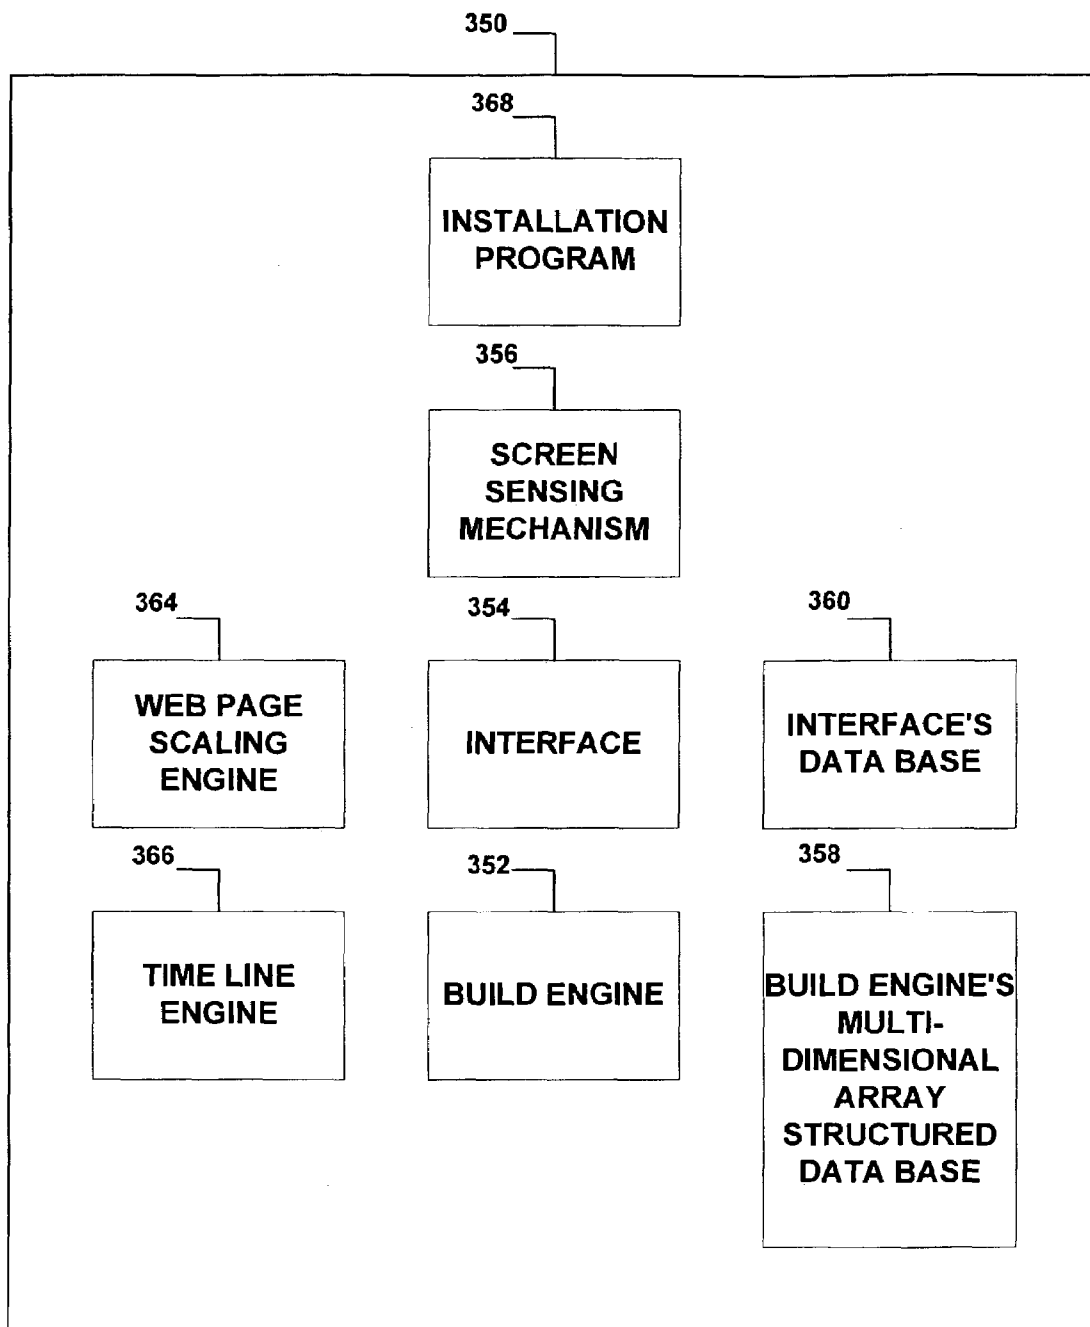 350
368
INSTALLATION
PROGRAM
356
SCREEN
SENSING
MECHANISM
364
WEB PAGE
SCALING
ENGINE
354
INTERFACE
360
INTERFACE'S
DATA BASE
366
TIME LINE
ENGINE
352
BUILD ENGINE
358
BUILD ENGINE'S
MULTI-
DIMENSIONAL
ARRAY
STRUCTURED
DATA BASE